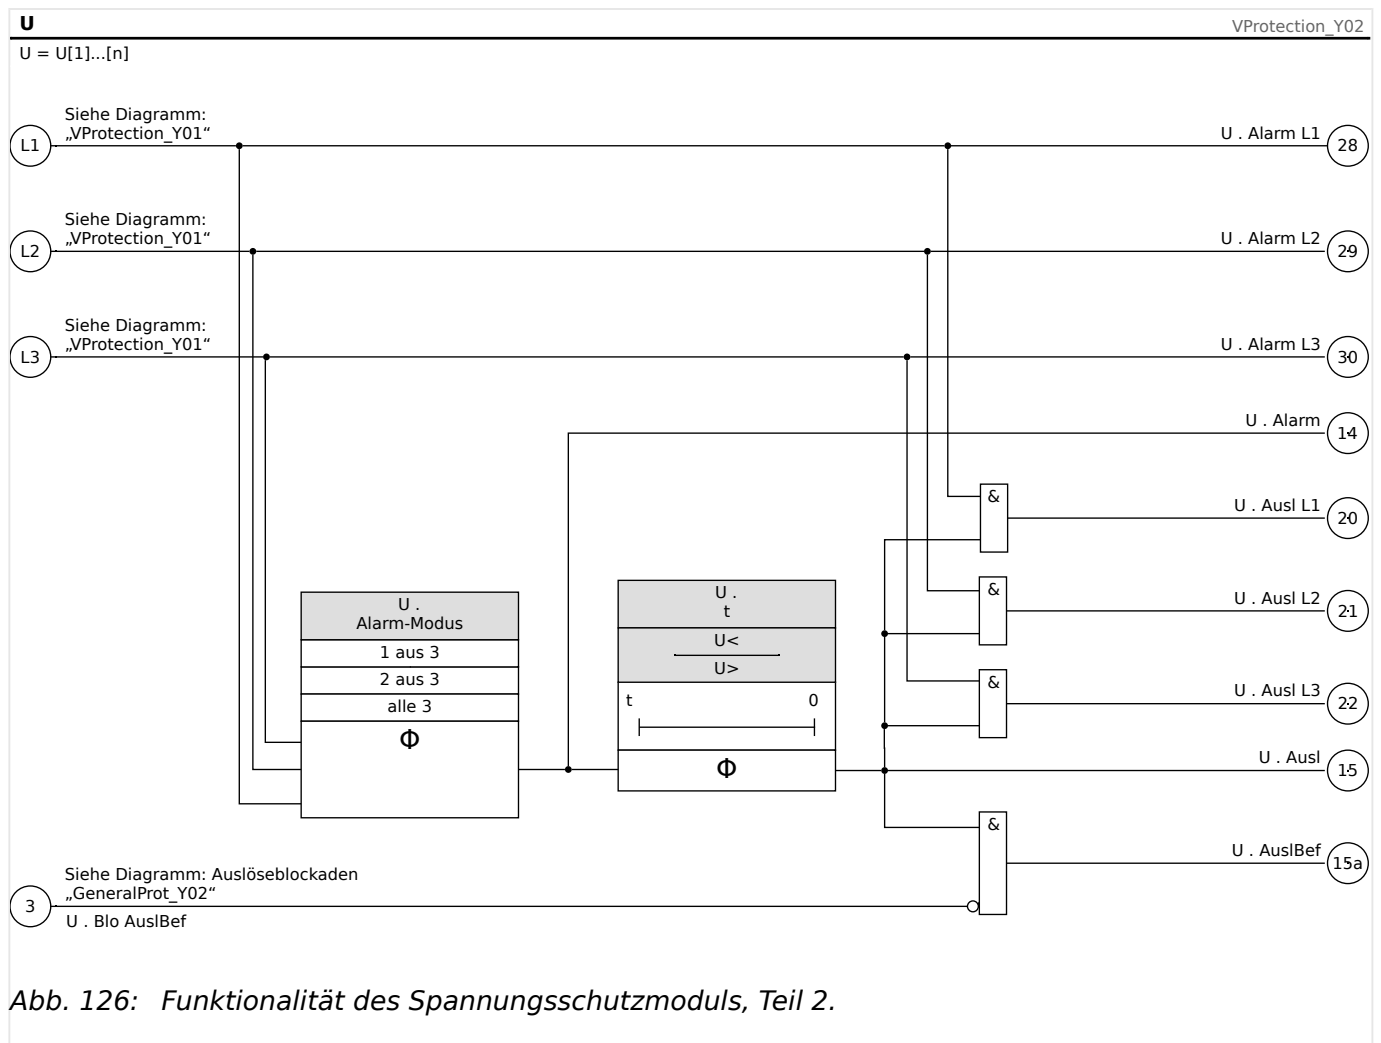 U
VProtection_Y02
U = U[1]...[n]
Siehe Diagramm:
„VProtection_Y01“
L1
U . Alarm L1
28
Siehe Diagramm:
„VProtection_Y01“
L2
U . Alarm L2
29
Siehe Diagramm:
„VProtection_Y01“
L3
U . Alarm L3
30
U . Alarm
14
&
U . Ausl L1
20
&
U . Ausl L2
21
&
U . Ausl L3
22
U .
Alarm-Modus
1 aus 3
2 aus 3
alle 3
Φ
U .
t
U<
U>
t 0
Φ
U . Ausl
15
&
U . AuslBef
15a
Siehe Diagramm: Auslöseblockaden
„GeneralProt_Y02“
3
U . Blo AuslBef
Abb. 126: Funktionalität des Spannungsschutzmoduls, Teil 2.